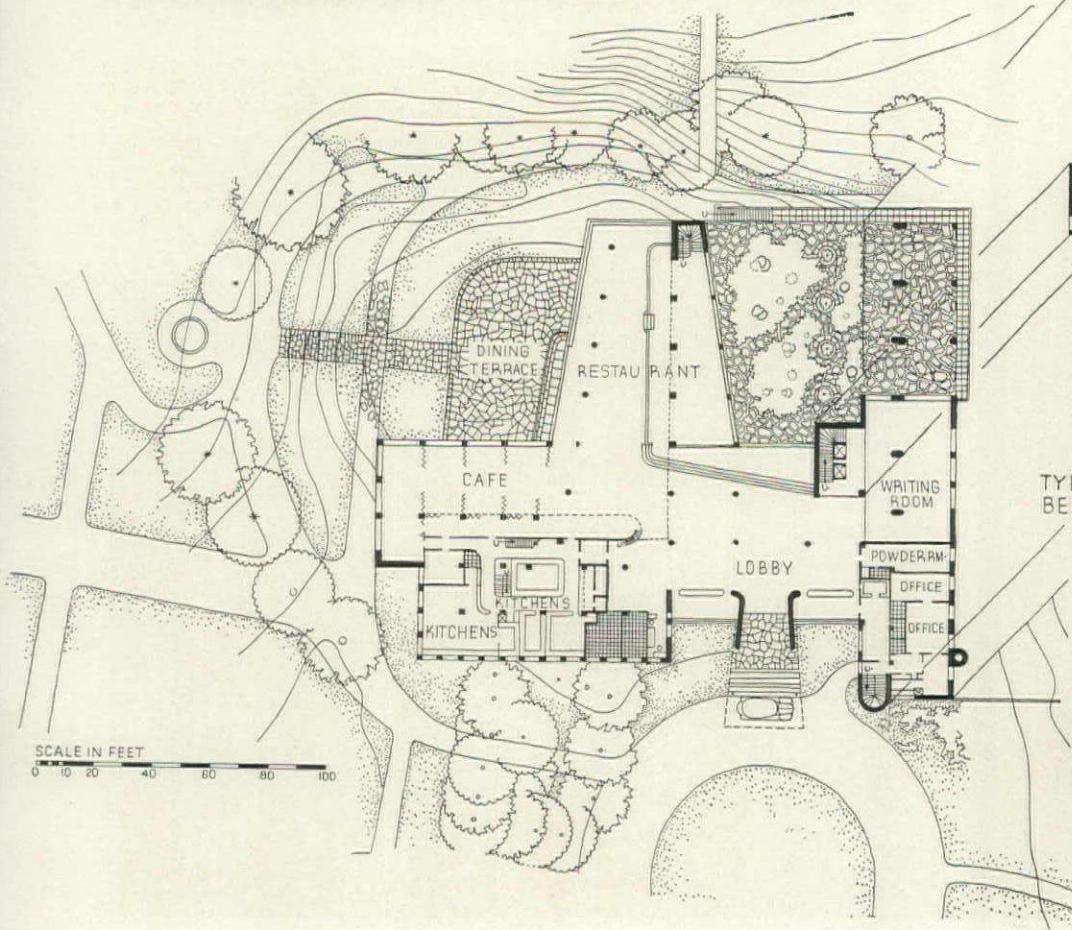 DINING
TERRACE
RESTAURANT
CAFE
WRITING
ROOM
LOBBY
POWDER RM.
OFFICE
OFFICE
KITCHENS
KITCHENS
SCALE IN FEET
0 10 20 40 60 80 100